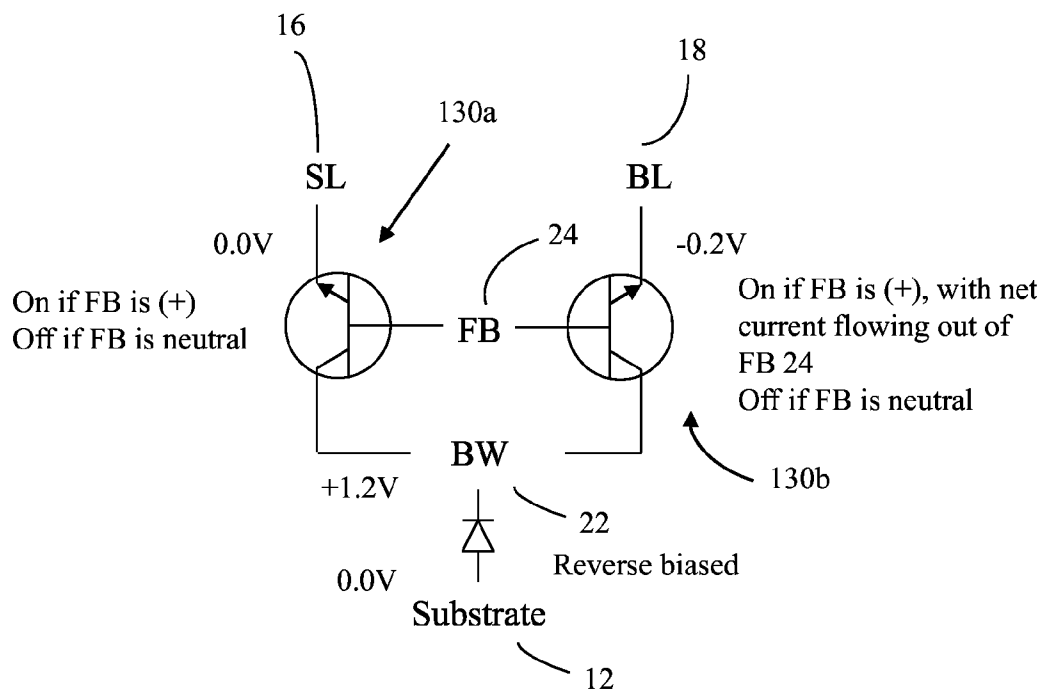 16
18
130a
SL
BL
0.0V
24
-0.2V
On if FB is (+)
Off if FB is neutral
FB
On if FB is (+), with net
current flowing out of
FB 24
Off if FB is neutral
BW
+1.2V
130b
22
0.0V
Reverse biased
Substrate
12